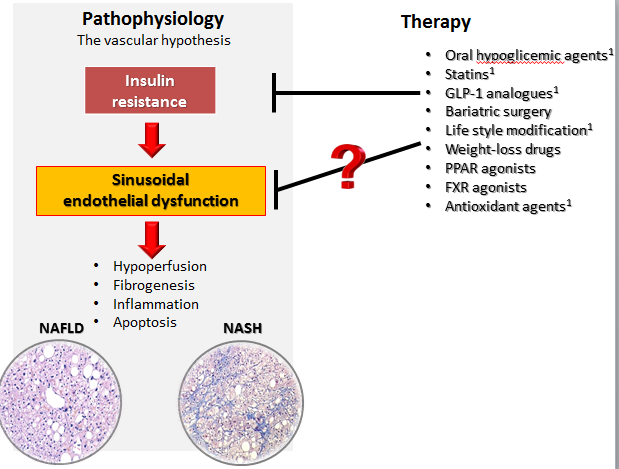 Pathophysiology
The vascular hypothesis
Insulin
resistance
Sinusoidal
endothelial dysfunction
• Hypoperfusion
• Fibrogenesis
• Inflammation
• Apoptosis
NAFLD
NASH
Therapy
• Oral hypoglicemic agents¹
• Statins¹
• GLP-1 analogues¹
• Bariatric surgery
• Life style modification¹
• Weight-loss drugs
• PPAR agonists
• FXR agonists
• Antioxidant agents¹
?